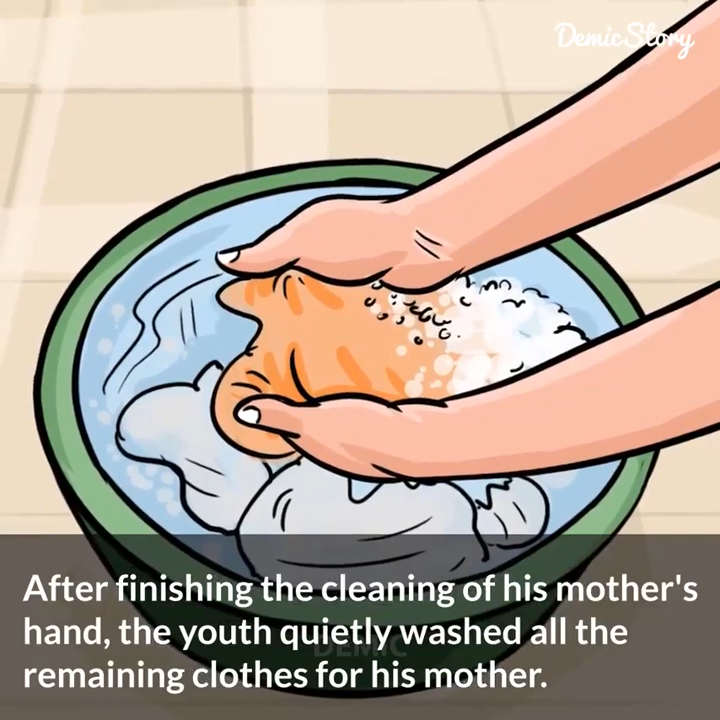 DemicStory
After finishing the cleaning of his mother's
hand, the youth quietly washed all the
DEMIC
remaining clothes for his mother.